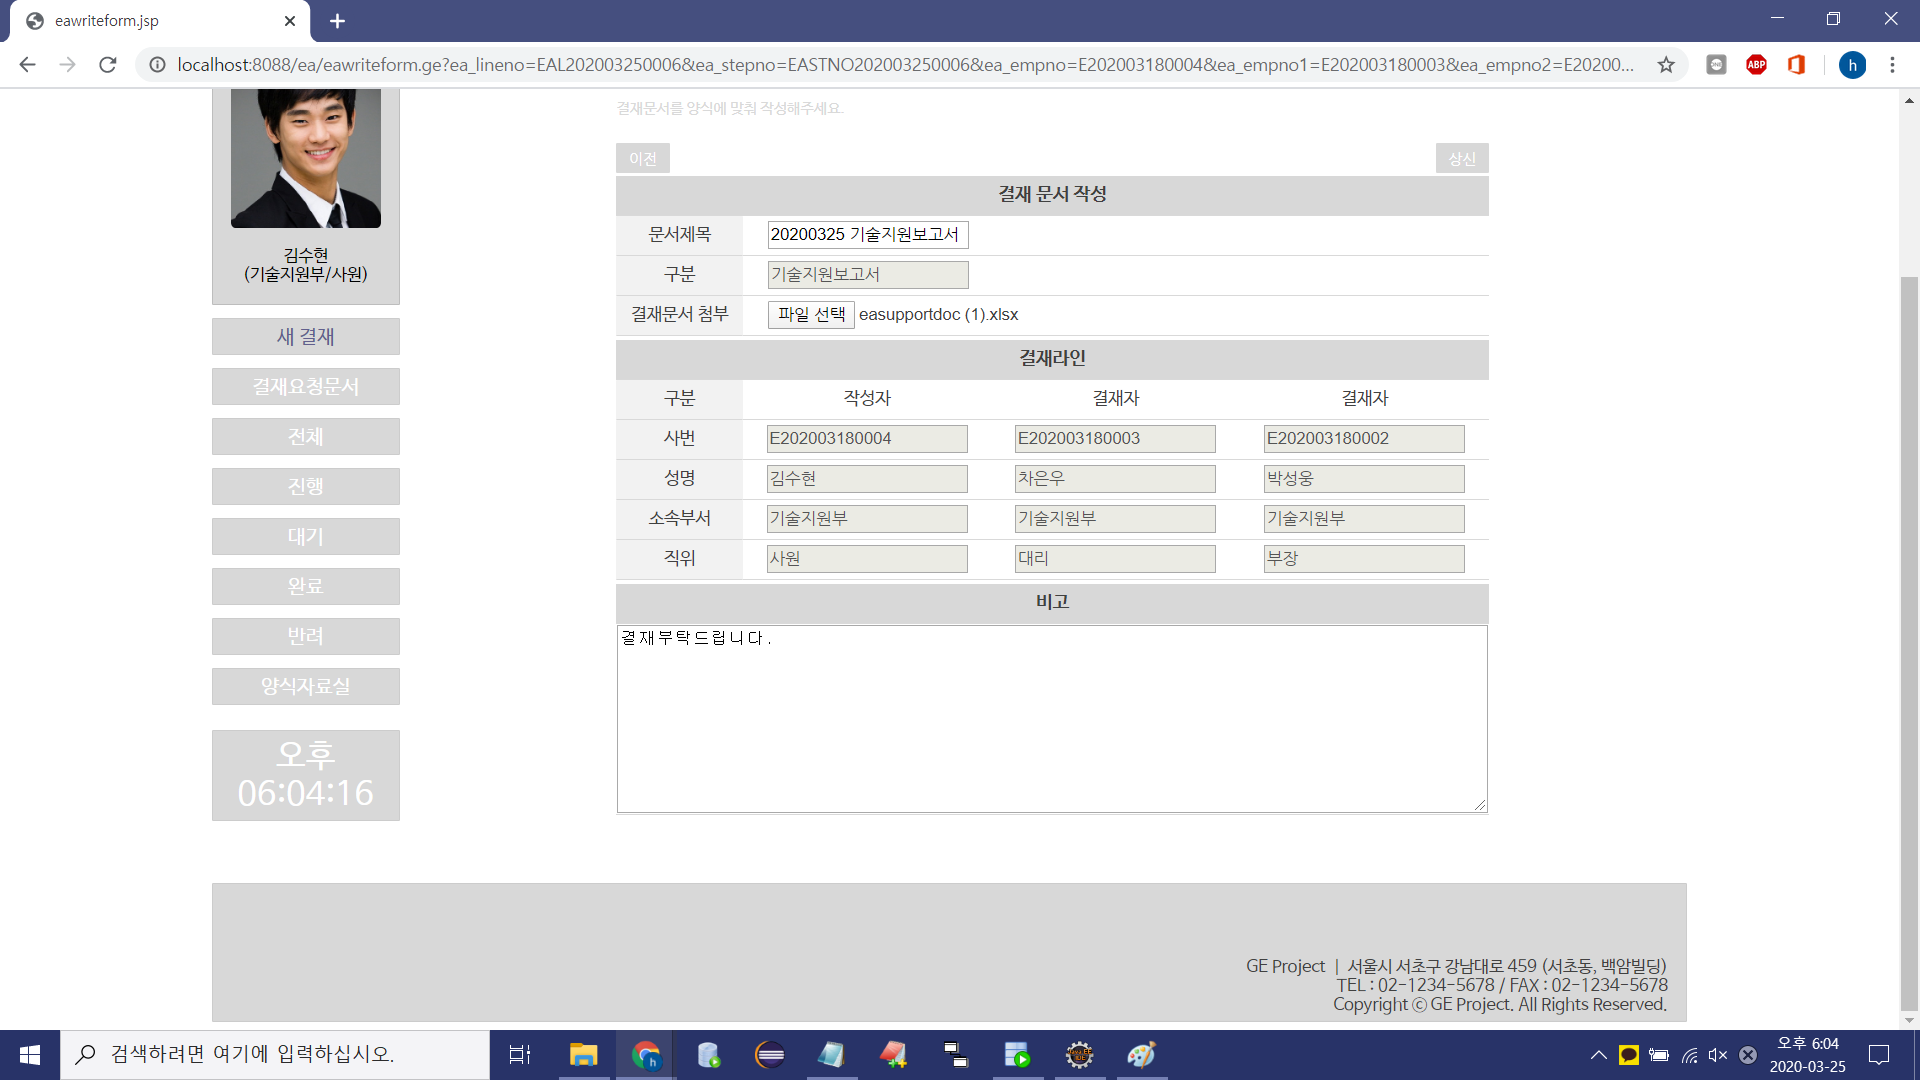 eawriteform.jsp
localhost:8088/ea/eawriteform.ge?ea_lineno=EAL202003250006&ea_stepno=EASTNO202003250006&ea_empno=E202003180004&ea_empno1=E202003180003&ea_empno2=E20200...
ABP
h
김수현
(기술지원부/사원)
새 결재
결재요청문서
전체
진행
대기
완료
반려
양식자료실
오후
06:04:16
결재문서를 양식에 맞춰 작성해주세요.
이전 상신
결재 문서 작성
문서제목 20200325 기술지원보고서
구분 기술지원보고서
결재문서 첨부 파일 선택 easupportdoc (1).xlsx
결재라인
구분 작성자 결재자 결재자
사번 E202003180004 E202003180003 E202003180002
성명 김수현 차은우 박성웅
소속부서 기술지원부 기술지원부 기술지원부
직위 사원 대리 부장
비고
결재부탁드립니다.
GE Project | 서울시 서초구 강남대로 459 (서초동, 백암빌딩)
TEL : 02-1234-5678 / FAX : 02-1234-5678
Copyright ⓒ GE Project. All Rights Reserved.
검색하려면 여기에 입력하십시오.
h
오후 6:04
2020-03-25